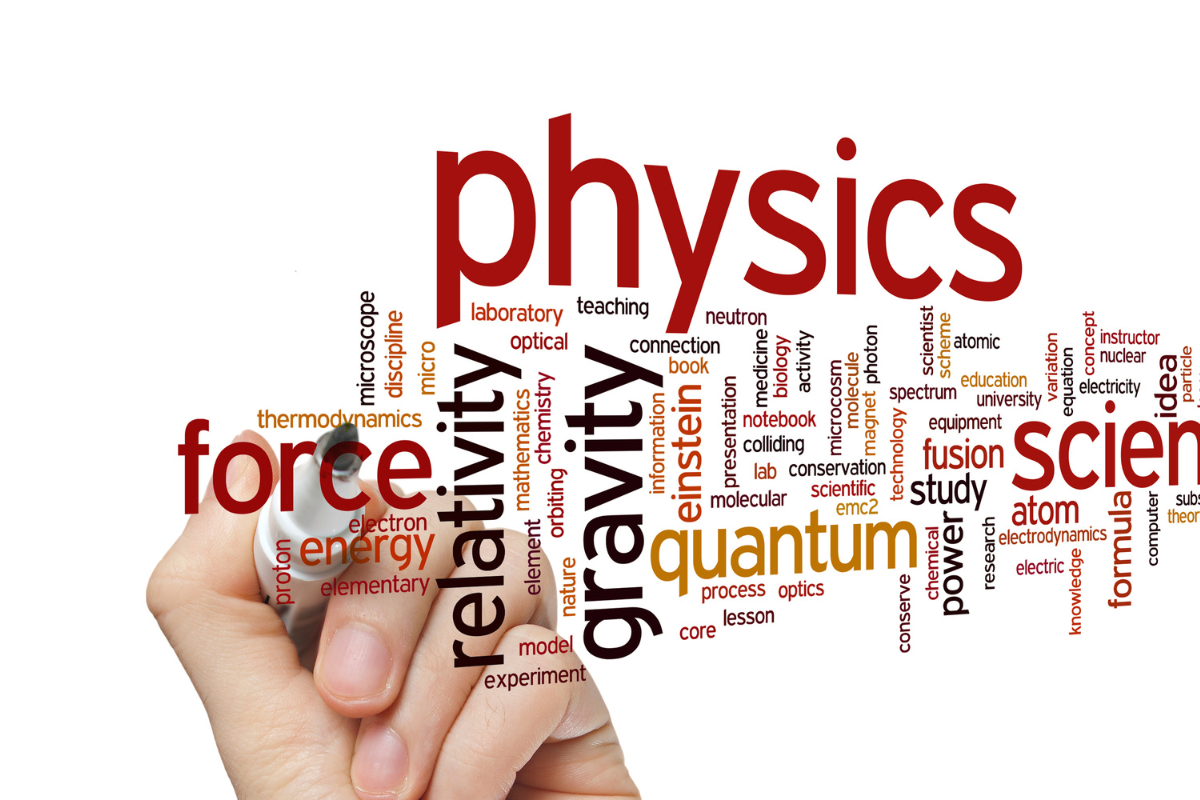 physics
microscope
discipline
micro
laboratory
teaching
optical
neutron
connection
book
medicine
biology
activity
photon
scientist
scheme
atomic
variation
equation
concept
instructor
nuclear
electricity
idea
particle
thermodynamics
force
relativity
mathematics
chemistry
gravity
information
einstein
presentation
notebook
colliding
lab
conservation
microcosm
molecule
magnet
spectrum
education
university
technology
equipment
fusion
scien
molecular
scientific
emc2
study
atom
electrodynamics
formula
computer
subs
theor
electron
energy
proton
elementary
orbiting
element
nature
quantum
process
optics
lesson
core
conserve
chemical
power
research
electric
knowledge
model
experiment